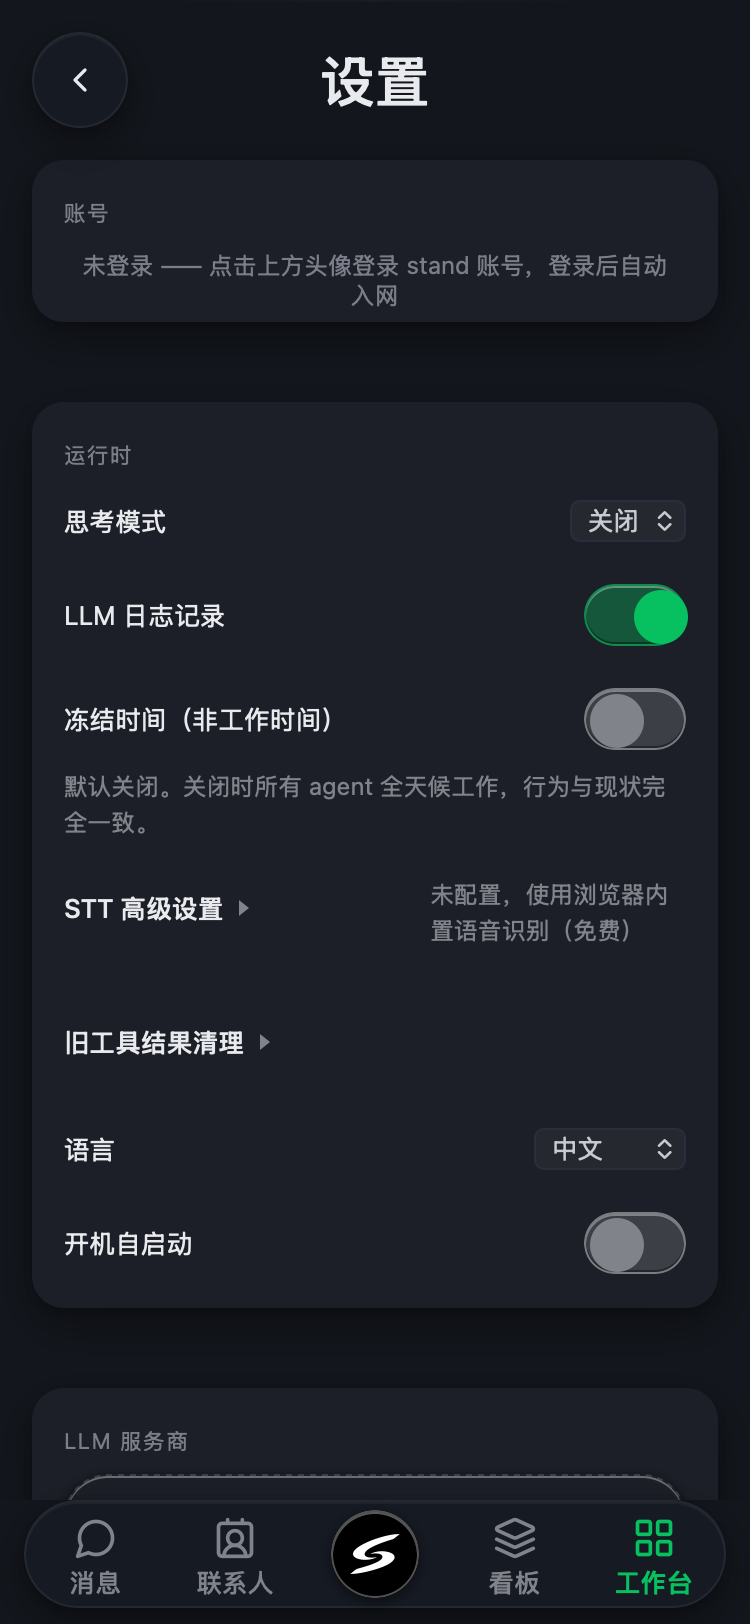 设置
账号
未登录 —— 点击上方头像登录 stand 账号，登录后自动
入网
运行时
思考模式
关闭
LLM 日志记录
冻结时间（非工作时间）
默认关闭。关闭时所有 agent 全天候工作，行为与现状完
全一致。
STT 高级设置
未配置，使用浏览器内
置语音识别（免费）
旧工具结果清理
语言
中文
开机自启动
LLM 服务商
消息
联系人
看板
工作台